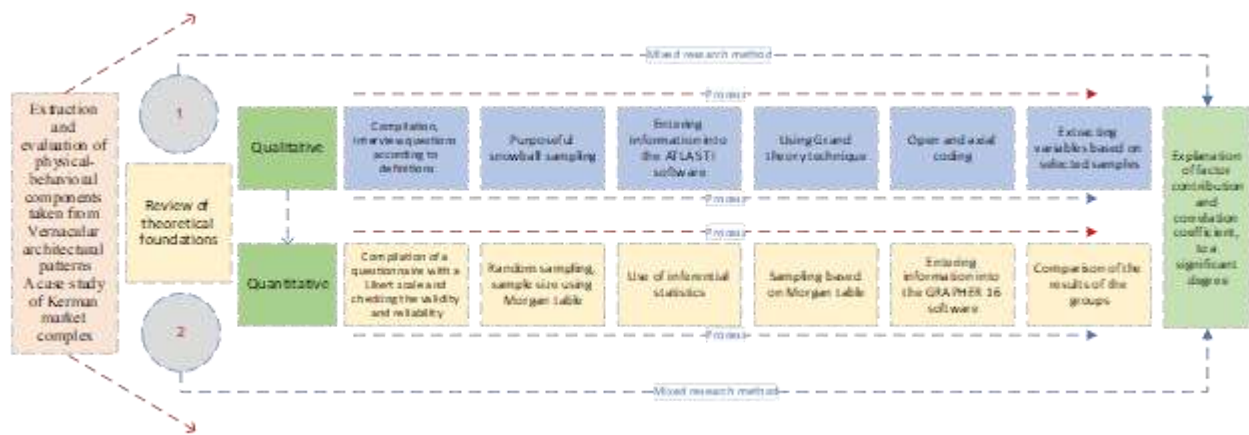 Extraction
and
evaluation of
physical-
behavioral
components
taken from
Vernacular
architectural
patterns
A case study
of Kerman
market
complex
1
Review of
theoretical
foundations
2
Mixed research method
Process
Qualitative
Compilation,
interview questions
according to
definitions
Purposeful
snowball sampling
Entering
information into
the ATLASTI
software
Using Grand
theory technique
Open and axial
coding
Extracting
variables based on
selected samples
Process
Process
Quantitative
Compilation of a
questionnaire with a
Likert scale and
checking the validity
and reliability
Random sampling,
sample size using
Morgan table
Use of inferential
statistics
Sampling based
on Morgan table
Entering
information into
the GRAPHER 16
software
Comparison of the
results of the
groups
Process
Mixed research method
Explanation
of factor
contribution
and
correlation
coefficient,
to a
significant
degree